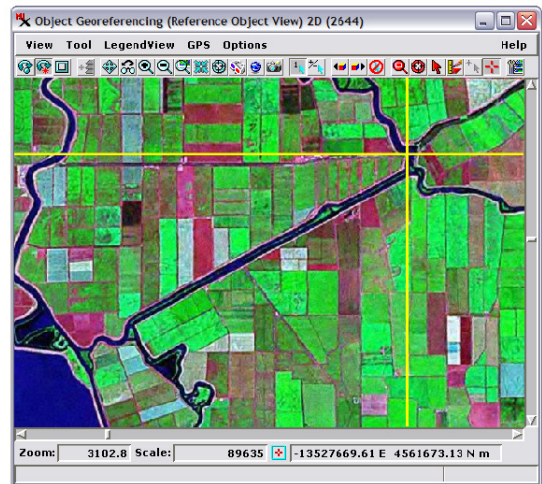 Object Georeferencing (Reference Object View) 2D (2644)
View Tool LegendView GPS Options Help
Zoom: 3102.8 Scale: 89635 -13527669.61 E 4561673.13 N m